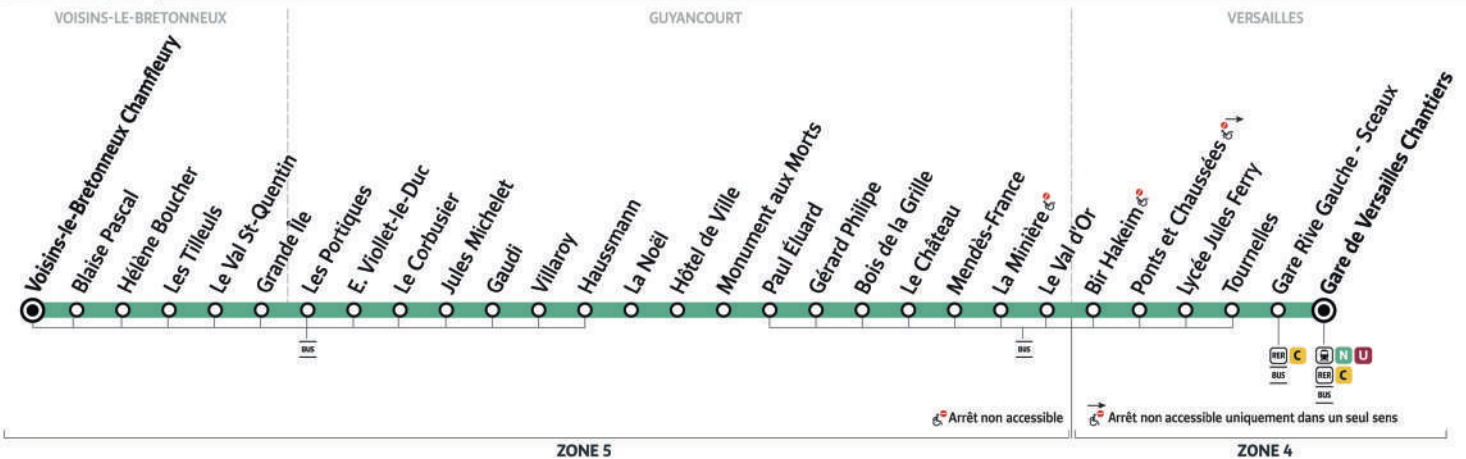 VOISINS-LE-BRETONNEUX
GUYANCOURT
VERSAILLES
Voisins-le-Bretonneux Chamfleury
Blaise Pascal
Hélène Boucher
Les Tilleuls
Le Val St-Quentin
Grande Île
Les Portiques
E. Viollet-le-Duc
Le Corbusier
Jules Michelet
Gaudi
Villaroy
Haussmann
La Noël
Hôtel de Ville
Monument aux Morts
Paul Éluard
Gérard Philipe
Bois de la Grille
Le Château
Mendès-France
La Minière
Le Val d'Or
Bir Hakeim
Ponts et Chaussées
Lycée Jules Ferry
Tournelles
Gare Rive Gauche - Sceaux
Gare de Versailles Chantiers
BUS
BUS
RER C
BUS
N U
RER C
BUS
Arrêt non accessible
Arrêt non accessible uniquement dans un seul sens
ZONE 5
ZONE 4